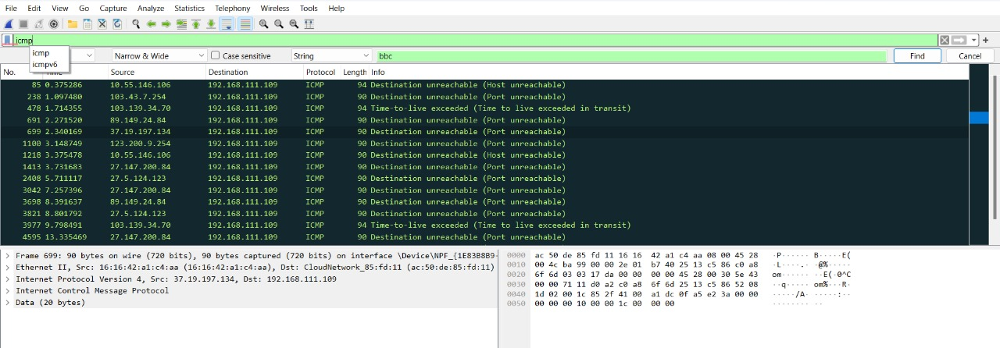 File Edit View Go Capture Analyze Statistics Telephony Wireless Tools Help
icmp
icmp
icmpv6
Narrow & Wide Case sensitive String bbc Find Cancel
No. Time Source Destination Protocol Length Info
85 0.375286 10.55.146.106 192.168.111.109 ICMP 94 Destination unreachable (Host unreachable)
238 1.097480 103.43.7.254 192.168.111.109 ICMP 90 Destination unreachable (Port unreachable)
478 1.714355 103.139.34.70 192.168.111.109 ICMP 94 Time-to-live exceeded (Time to live exceeded in transit)
691 2.271520 89.149.24.84 192.168.111.109 ICMP 90 Destination unreachable (Port unreachable)
699 2.340169 37.19.197.134 192.168.111.109 ICMP 90 Destination unreachable (Port unreachable)
1100 3.148749 123.200.9.254 192.168.111.109 ICMP 90 Destination unreachable (Port unreachable)
1218 3.375478 10.55.146.106 192.168.111.109 ICMP 90 Destination unreachable (Host unreachable)
1413 3.731683 27.147.200.84 192.168.111.109 ICMP 90 Destination unreachable (Port unreachable)
2408 5.711117 27.5.124.123 192.168.111.109 ICMP 90 Destination unreachable (Port unreachable)
3042 7.257396 27.147.200.84 192.168.111.109 ICMP 90 Destination unreachable (Port unreachable)
3698 8.391637 89.149.24.84 192.168.111.109 ICMP 90 Destination unreachable (Port unreachable)
3821 8.801792 27.5.124.123 192.168.111.109 ICMP 90 Destination unreachable (Port unreachable)
3977 9.798491 103.139.34.70 192.168.111.109 ICMP 94 Time-to-live exceeded (Time to live exceeded in transit)
4595 13.335469 27.147.200.84 192.168.111.109 ICMP 90 Destination unreachable (Port unreachable)
Frame 699: 90 bytes on wire (720 bits), 90 bytes captured (720 bits) on interface \Device\NPF_{1E83B8B9-
Ethernet II, Src: 16:16:42:a1:c4:aa (16:16:42:a1:c4:aa), Dst: CloudNetwork_85:fd:11 (ac:50:de:85:fd:11)
Internet Protocol Version 4, Src: 37.19.197.134, Dst: 192.168.111.109
Internet Control Message Protocol
Data (20 bytes)
0000 ac 50 de 85 fd 11 16 16 42 a1 c4 aa 08 00 45 28 ·P······ B·····E(
0010 00 4c ba 99 00 00 2e 01 b7 40 25 13 c5 86 c0 a8 ·L····.· ·@%·····
0020 6f 6d 03 03 17 da 00 00 00 00 45 28 00 30 5e 43 om······ ··E(·0^C
0030 00 00 71 11 d0 a2 c0 a8 6f 6d 25 13 c5 86 52 08 ··q····· om%···R·
0040 1d 02 00 1c 85 2f 41 00 a1 dc 0f a5 e2 3a 00 00 ·····/A· ·····:··
0050 00 00 00 10 00 00 1c 00 00 00 ········ ··